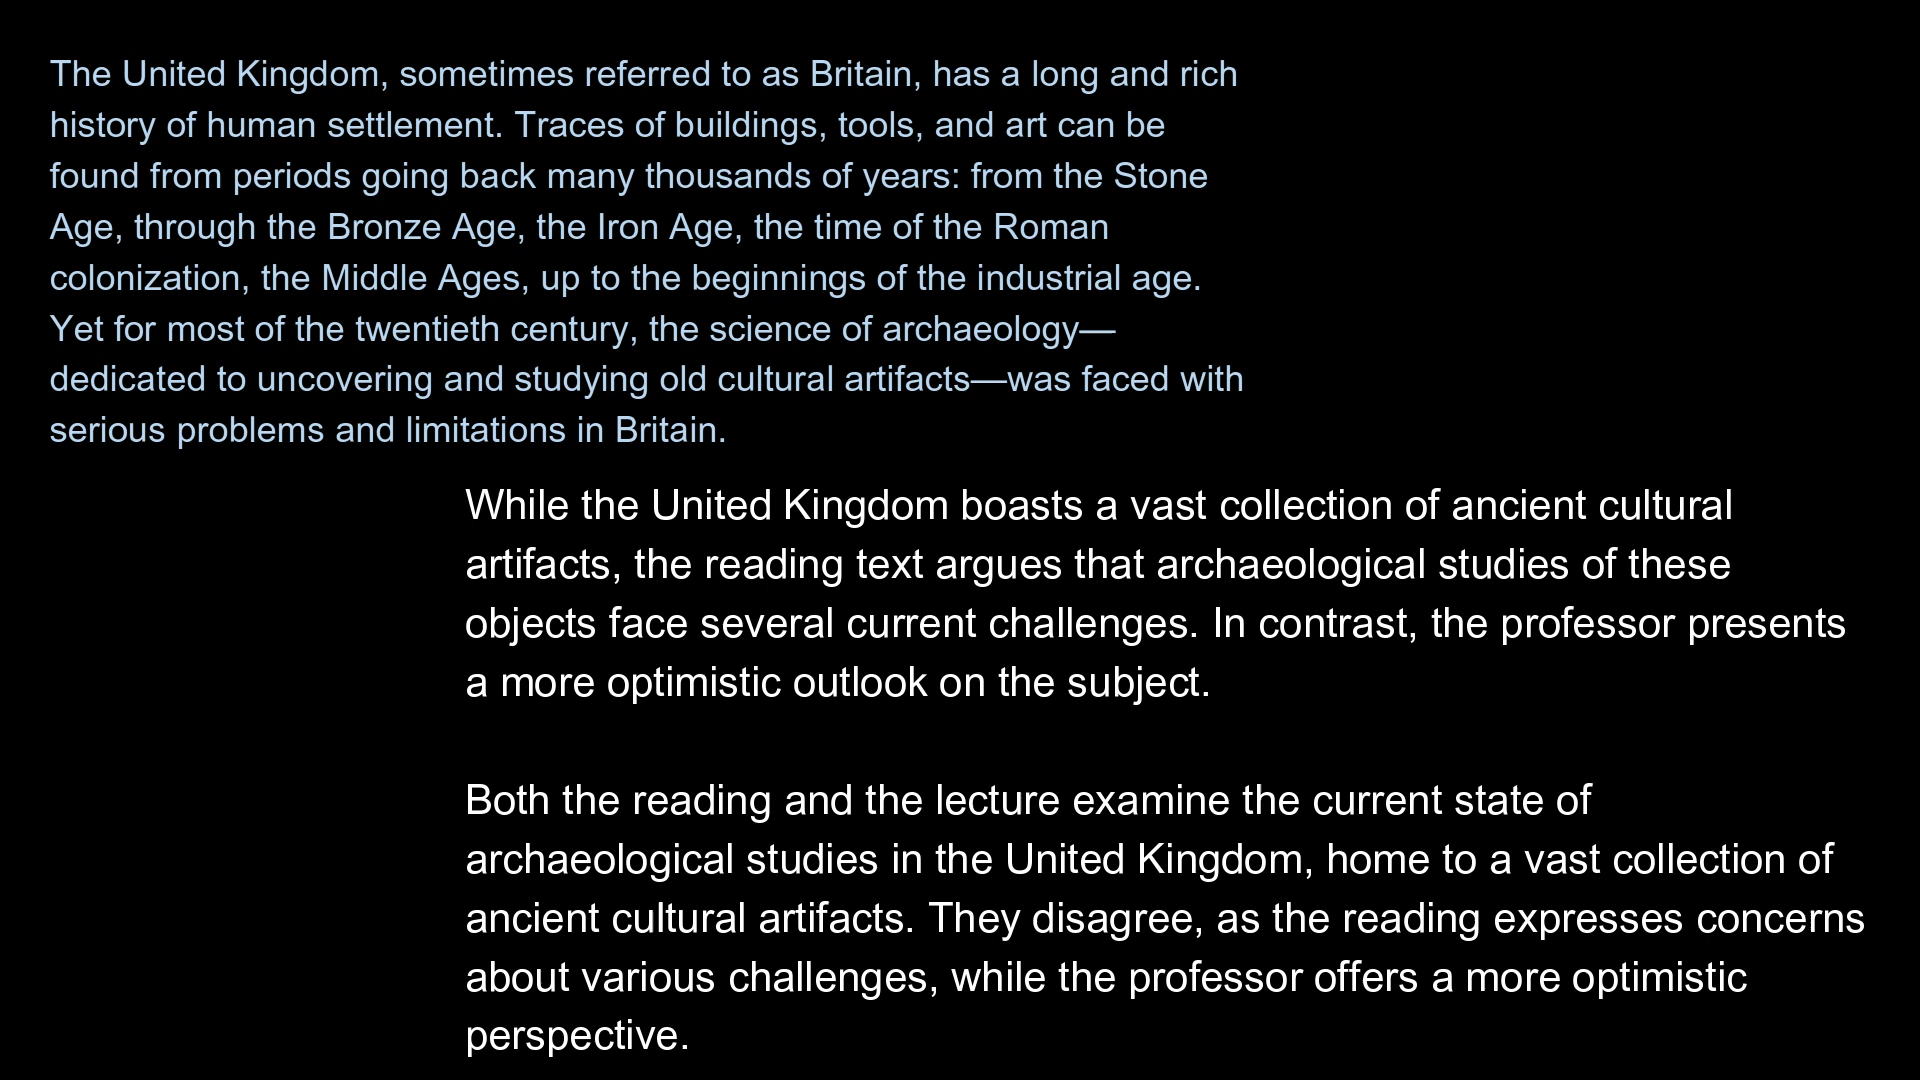 The United Kingdom, sometimes referred to as Britain, has a long and rich
history of human settlement. Traces of buildings, tools, and art can be
found from periods going back many thousands of years: from the Stone
Age, through the Bronze Age, the Iron Age, the time of the Roman
colonization, the Middle Ages, up to the beginnings of the industrial age.
Yet for most of the twentieth century, the science of archaeology—
dedicated to uncovering and studying old cultural artifacts—was faced with
serious problems and limitations in Britain.
While the United Kingdom boasts a vast collection of ancient cultural
artifacts, the reading text argues that archaeological studies of these
objects face several current challenges. In contrast, the professor presents
a more optimistic outlook on the subject.
Both the reading and the lecture examine the current state of
archaeological studies in the United Kingdom, home to a vast collection of
ancient cultural artifacts. They disagree, as the reading expresses concerns
about various challenges, while the professor offers a more optimistic
perspective.